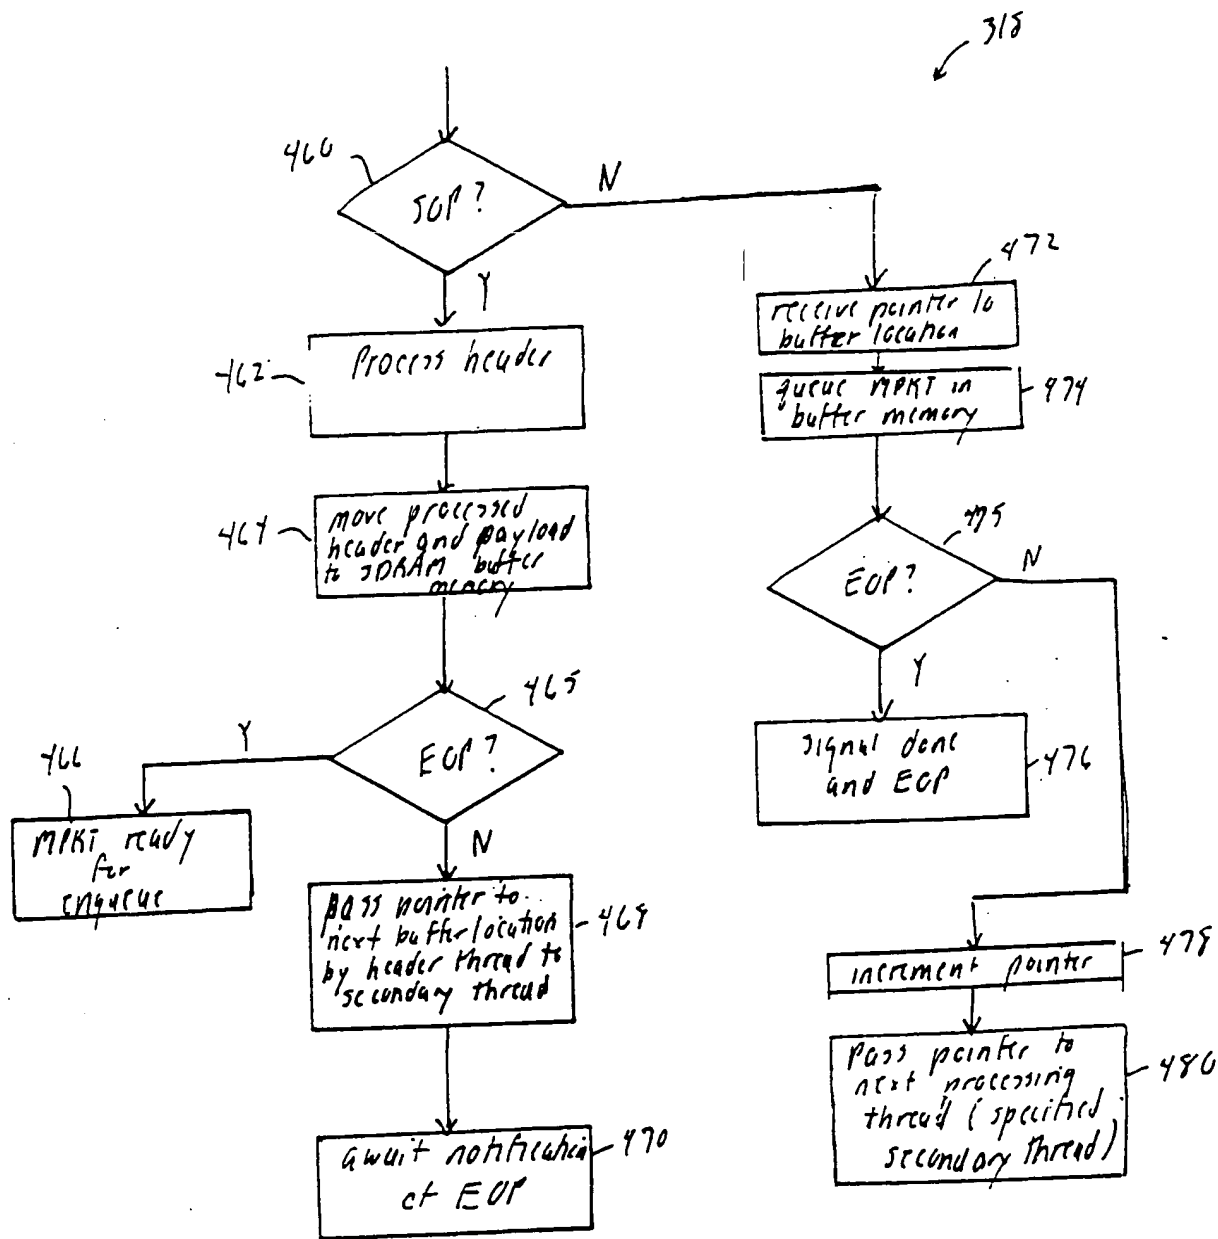 318
460
SOP?
N
Y
462
Process header
464
move processed
header and payload
to SDRAM buffer
memory
465
EOP?
Y
466
MPKT ready
for
enqueue
N
pass pointer to
next buffer location
by header thread to
secondary thread
468
await notification
of EOP
470
472
receive pointer to
buffer location
queue MPKT in
buffer memory
474
475
EOP?
N
Y
signal done
and EOP
476
increment pointer
478
Pass pointer to
next processing
thread (specified
secondary thread)
480